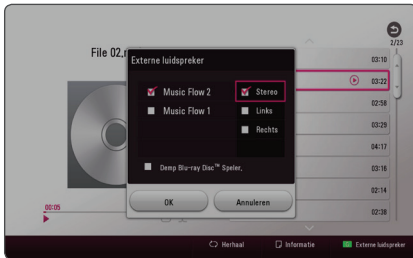 2/23
File 02.
Externe luidspreker
03:10
Music Flow 2
Stereo
03:22
Music Flow 1
Links
02:58
Rechts
03:29
04:17
Demp Blu-ray Disc™ Speler.
03:16
OK
Annuleren
02:14
00:05
02:38
Herhaal
Informatie
Externe luidspreker